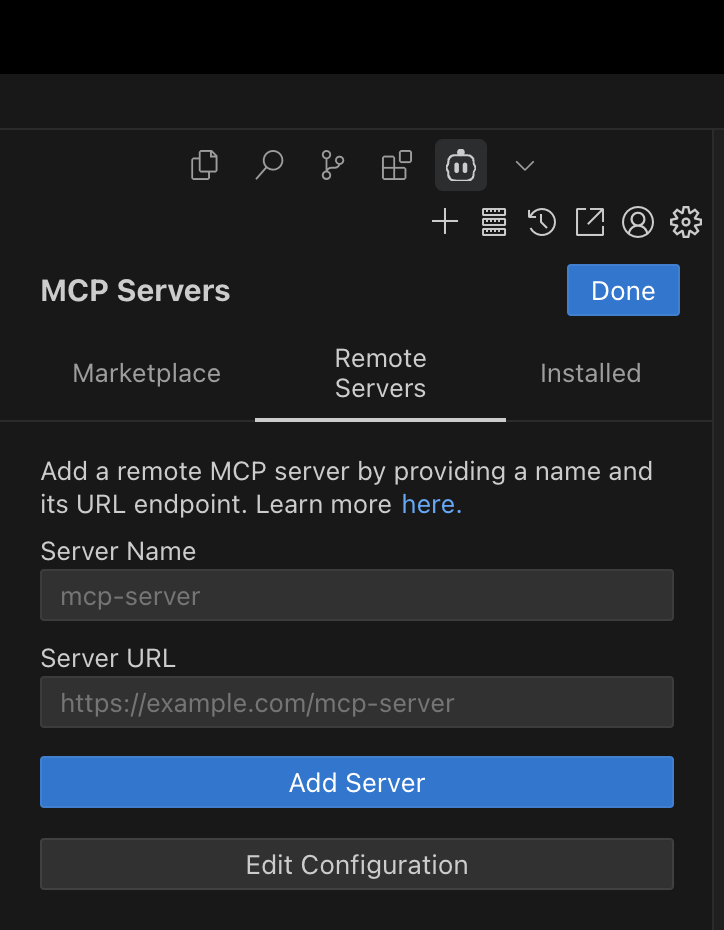 MCP Servers
Done
Marketplace
Remote
Servers
Installed
Add a remote MCP server by providing a name and
its URL endpoint. Learn more here.
Server Name
mcp-server
Server URL
https://example.com/mcp-server
Add Server
Edit Configuration